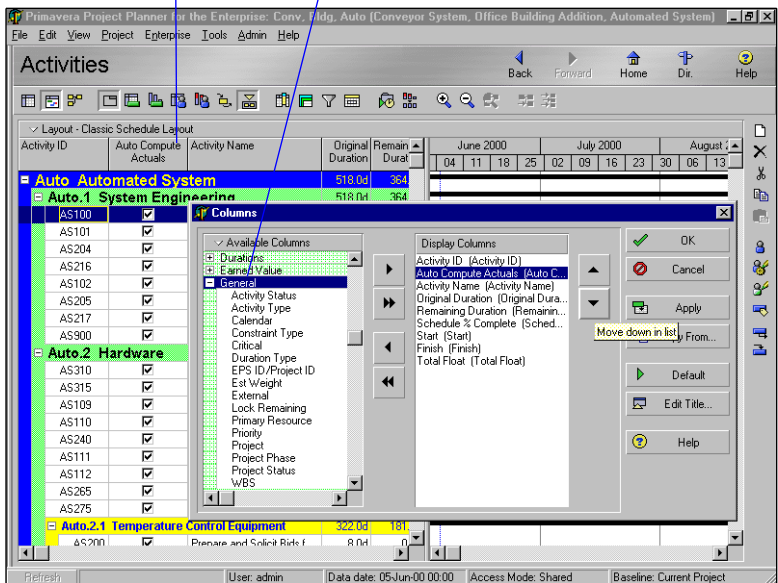 Primavera Project Planner for the Enterprise: Conv, Bldg, Auto (Conveyor System, Office Building Addition, Automated System)
File Edit View Project Enterprise Tools Admin Help
Activities
Back Forward Home Dir. Help
Layout - Classic Schedule Layout
Activity ID Auto Compute Actuals Activity Name Original Duration Remain Durat June 2000 July 2000 August
04 11 18 25 02 09 16 23 30 06 13
Auto Automated System 518.0d 364.
Auto.1 System Engineering 518.0d 364.
AS100
AS101
AS204
AS216
AS102
AS205
AS217
AS900
Auto.2 Hardware
AS310
AS315
AS109
AS110
AS240
AS111
AS112
AS265
AS275
Auto.2.1 Temperature Control Equipment 322.0d 181.
AS200 Prepare and Solicit Bids f 8.0d 0
Columns
Available Columns
Durations
Earned Value
General
Activity Status
Activity Type
Calendar
Constraint Type
Critical
Duration Type
EPS ID/Project ID
Est Weight
External
Lock Remaining
Primary Resource
Priority
Project
Project Phase
Project Status
WBS
Display Columns
Activity ID (Activity ID)
Auto Compute Actuals (Auto C...
Activity Name (Activity Name)
Original Duration (Original Dura...
Remaining Duration (Remainin...
Schedule % Complete (Sched...
Start (Start)
Finish (Finish)
Total Float (Total Float)
OK
Cancel
Apply
Move down in list
From...
Default
Edit Title...
Help
Refresh User: admin Data date: 05-Jun-00 00:00 Access Mode: Shared Baseline: Current Project